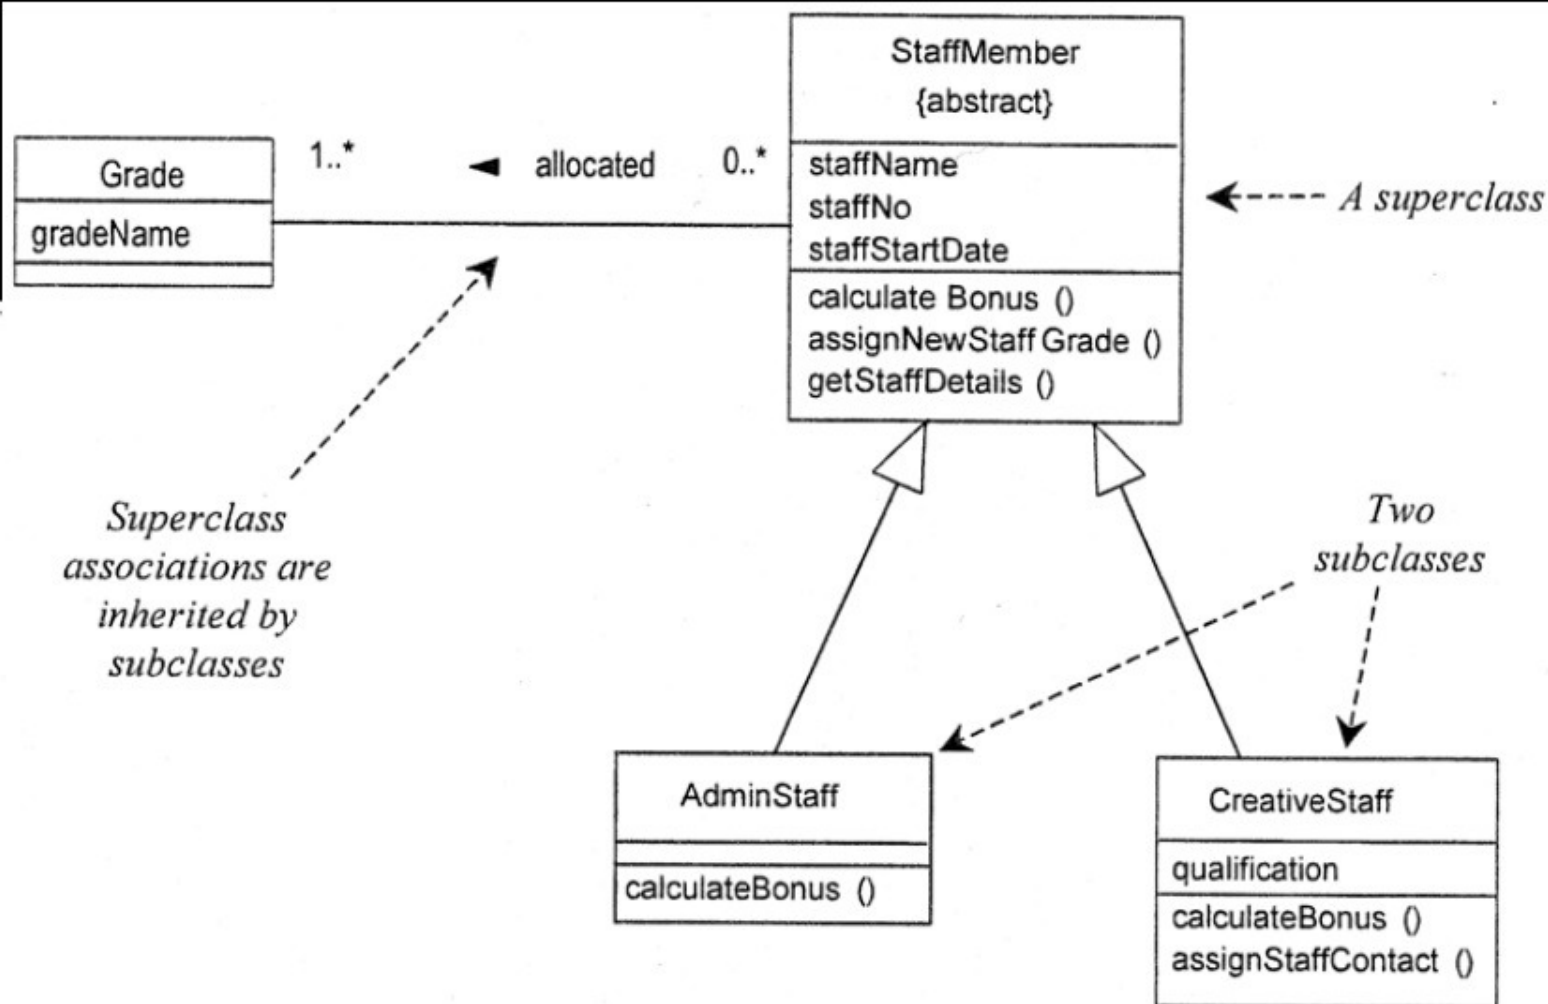 StaffMember
{abstract}
staffName
staffNo
staffStartDate
calculate Bonus ()
assignNewStaff Grade ()
getStaffDetails ()
Grade
gradeName
1..*
allocated
0..*
A superclass
Superclass
associations are
inherited by
subclasses
Two
subclasses
AdminStaff
calculateBonus ()
CreativeStaff
qualification
calculateBonus ()
assignStaffContact ()